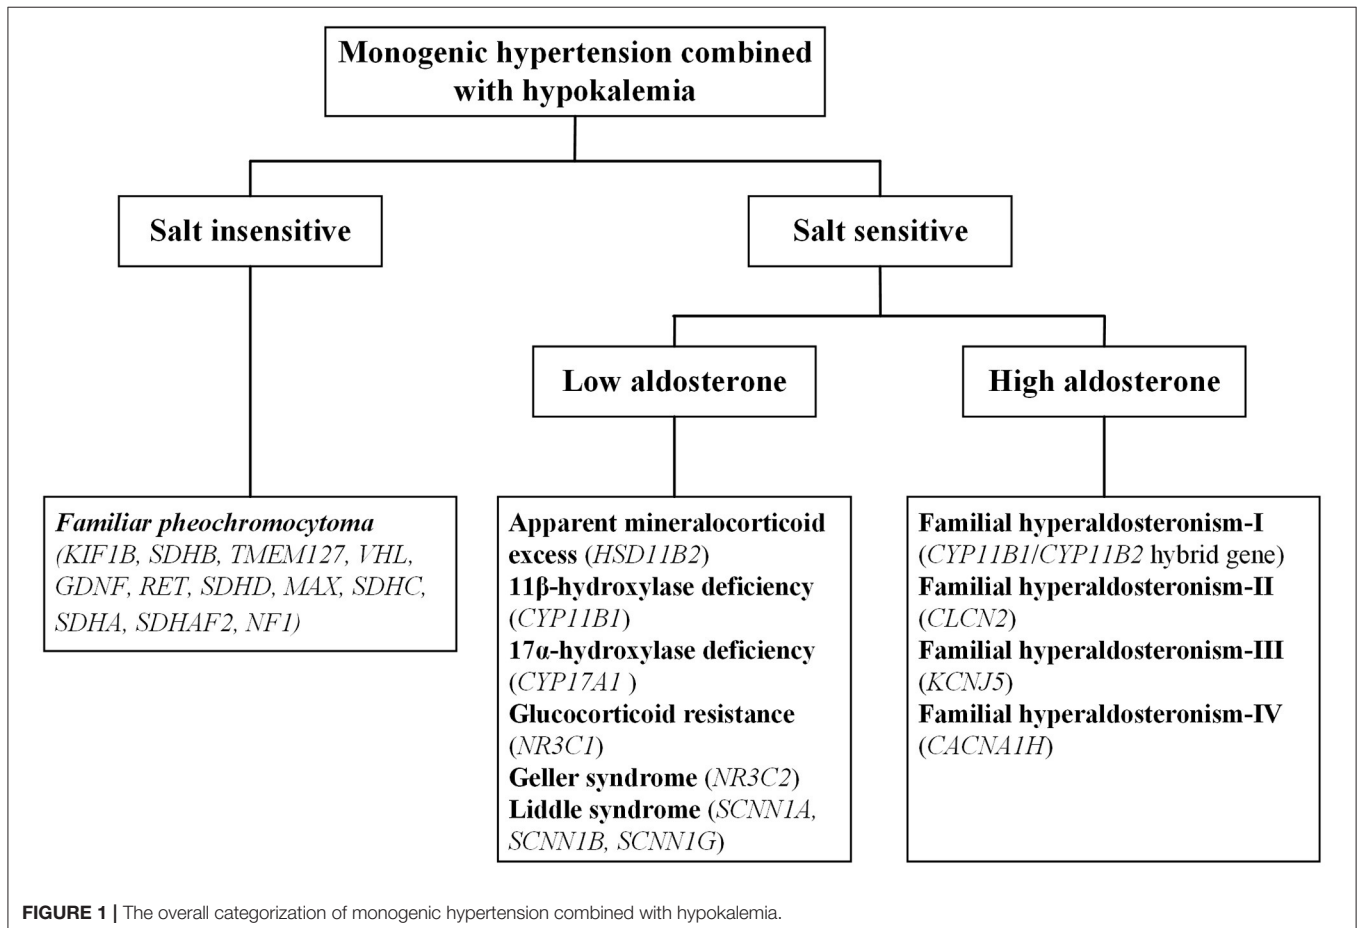 Monogenic hypertension combined
with hypokalemia
Salt insensitive
Salt sensitive
Low aldosterone
High aldosterone
Familiar pheochromocytoma
(KIF1B, SDHB, TMEM127, VHL,
GDNF, RET, SDHD, MAX, SDHC,
SDHA, SDHAF2, NF1)
Apparent mineralocorticoid
excess (HSD11B2)
11β-hydroxylase deficiency
(CYP11B1)
17α-hydroxylase deficiency
(CYP17A1 )
Glucocorticoid resistance
(NR3C1)
Geller syndrome (NR3C2)
Liddle syndrome (SCNN1A,
SCNN1B, SCNN1G)
Familial hyperaldosteronism-I
(CYP11B1/CYP11B2 hybrid gene)
Familial hyperaldosteronism-II
(CLCN2)
Familial hyperaldosteronism-III
(KCNJ5)
Familial hyperaldosteronism-IV
(CACNA1H)
FIGURE 1 | The overall categorization of monogenic hypertension combined with hypokalemia.